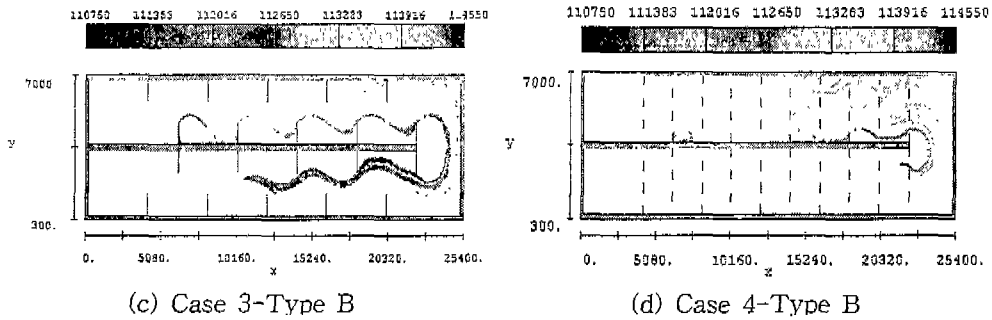 110750 111383 112016 112650 113283 113916 114550
7000.
y
300.
0. 5080. 10160. 15240. 20320. 25400.
x
(c) Case 3-Type B
110750 111383 112016 112650 113283 113916 114550
7000.
y
300.
0. 5080. 10160. 15240. 20320. 25400.
x
(d) Case 4-Type B